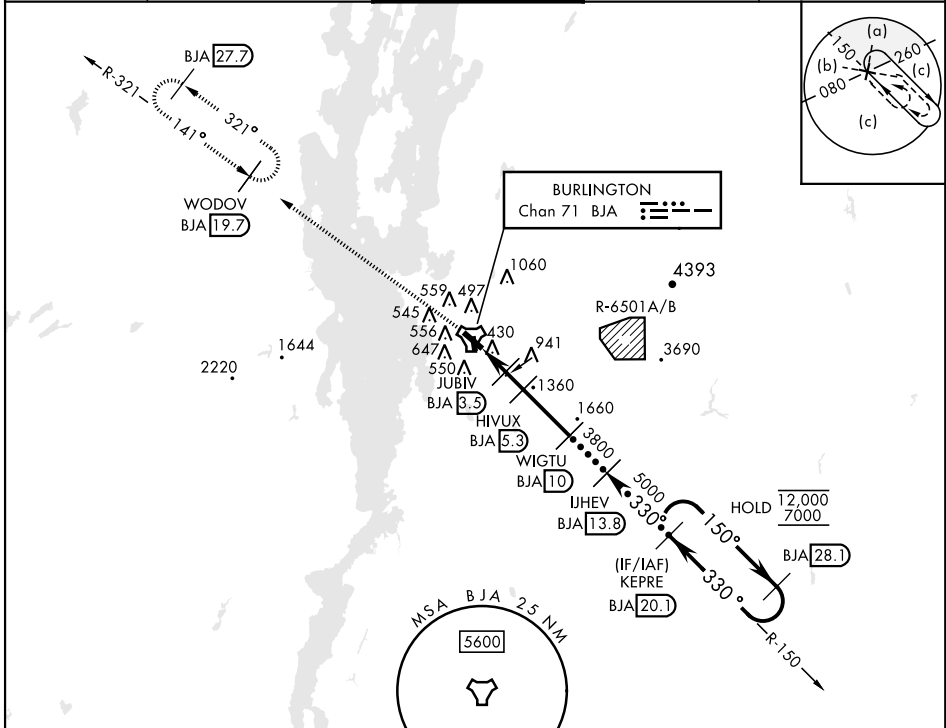 (a)
150
260
(b)
(c)
080
(c)
BJA 27.7
R-321
321°
141°
WODOV
BJA 19.7
BURLINGTON
Chan 71 BJA
1060
4393
559
497
R-6501A/B
545
556
430
941
3690
647
1644
2220
550
JUBIV
BJA 3.5
1360
HIVUX
BJA 5.3
1660
3800
WIGTU
BJA 10
5000
IJHEV
BJA 13.8
330°
150°
HOLD 12,000
7000
BJA 28.1
(IF/IAF)
KEPRE
BJA 20.1
330°
R-150
MSA BJA 25 NM
5600